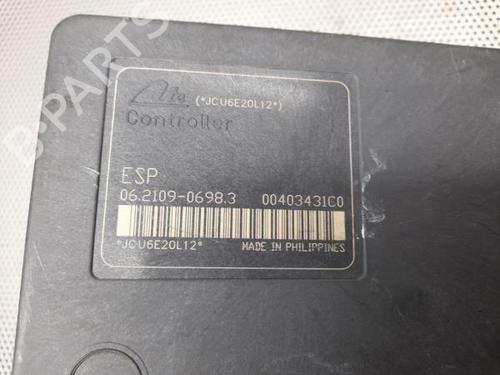 Ate (*JCU6E20L12*)
Controller
ESP
06.2109-0698.3 00403431C0
*JCU6E20L12* MADE IN PHILIPPINES
B-PARTS